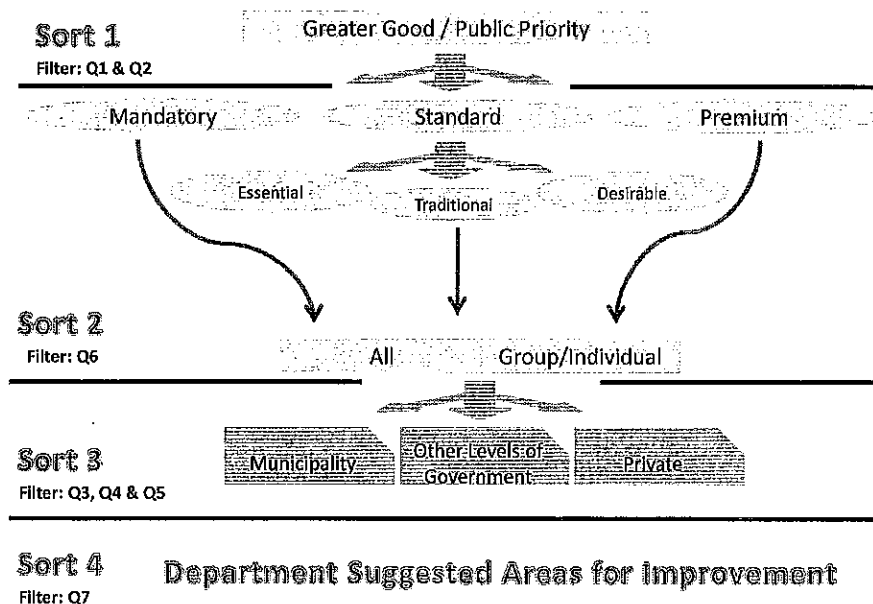 Sort 1
Filter: Q1 & Q2
Greater Good / Public Priority
Mandatory
Standard
Premium
Essential
Traditional
Desirable
Sort 2
Filter: Q6
All
Group/Individual
Sort 3
Filter: Q3, Q4 & Q5
Municipality
Other Levels of
Government
Private
Sort 4
Filter: Q7
Department Suggested Areas for Improvement